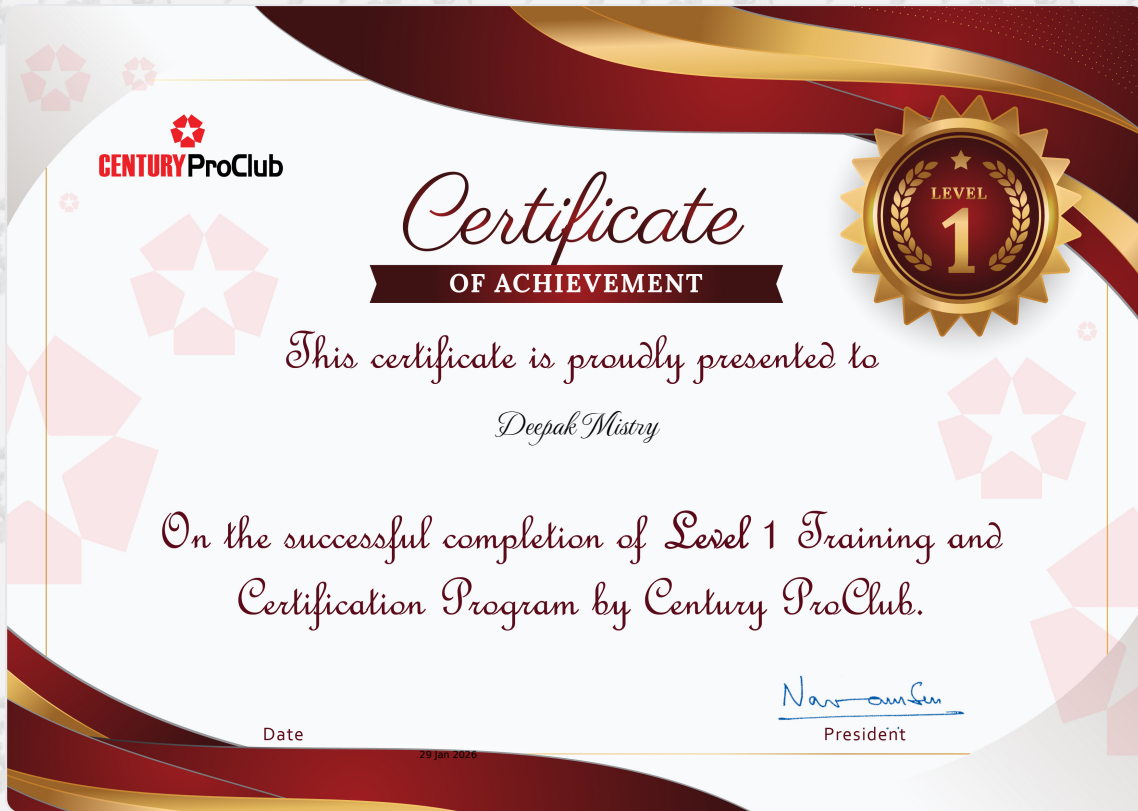 CENTURY ProClub
LEVEL
1
Certificate
OF ACHIEVEMENT
This certificate is proudly presented to
Deepak Mistry
On the successful completion of Level 1 Training and
Certification Program by Century ProClub.
Date
President
29 Jan 2026